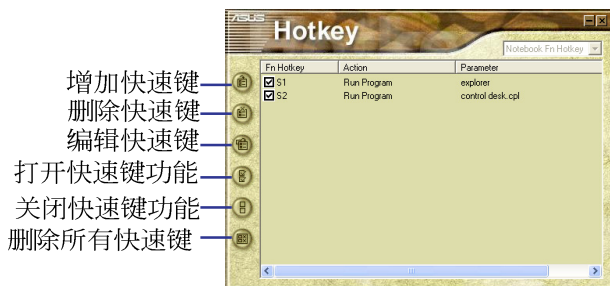 ASUS
Hotkey
Notebook Fn Hotkey
Fn Hotkey Action Parameter
S1 Run Program explorer
S2 Run Program control desk.cpl
增加快速键
删除快速键
编辑快速键
打开快速键功能
关闭快速键功能
删除所有快速键